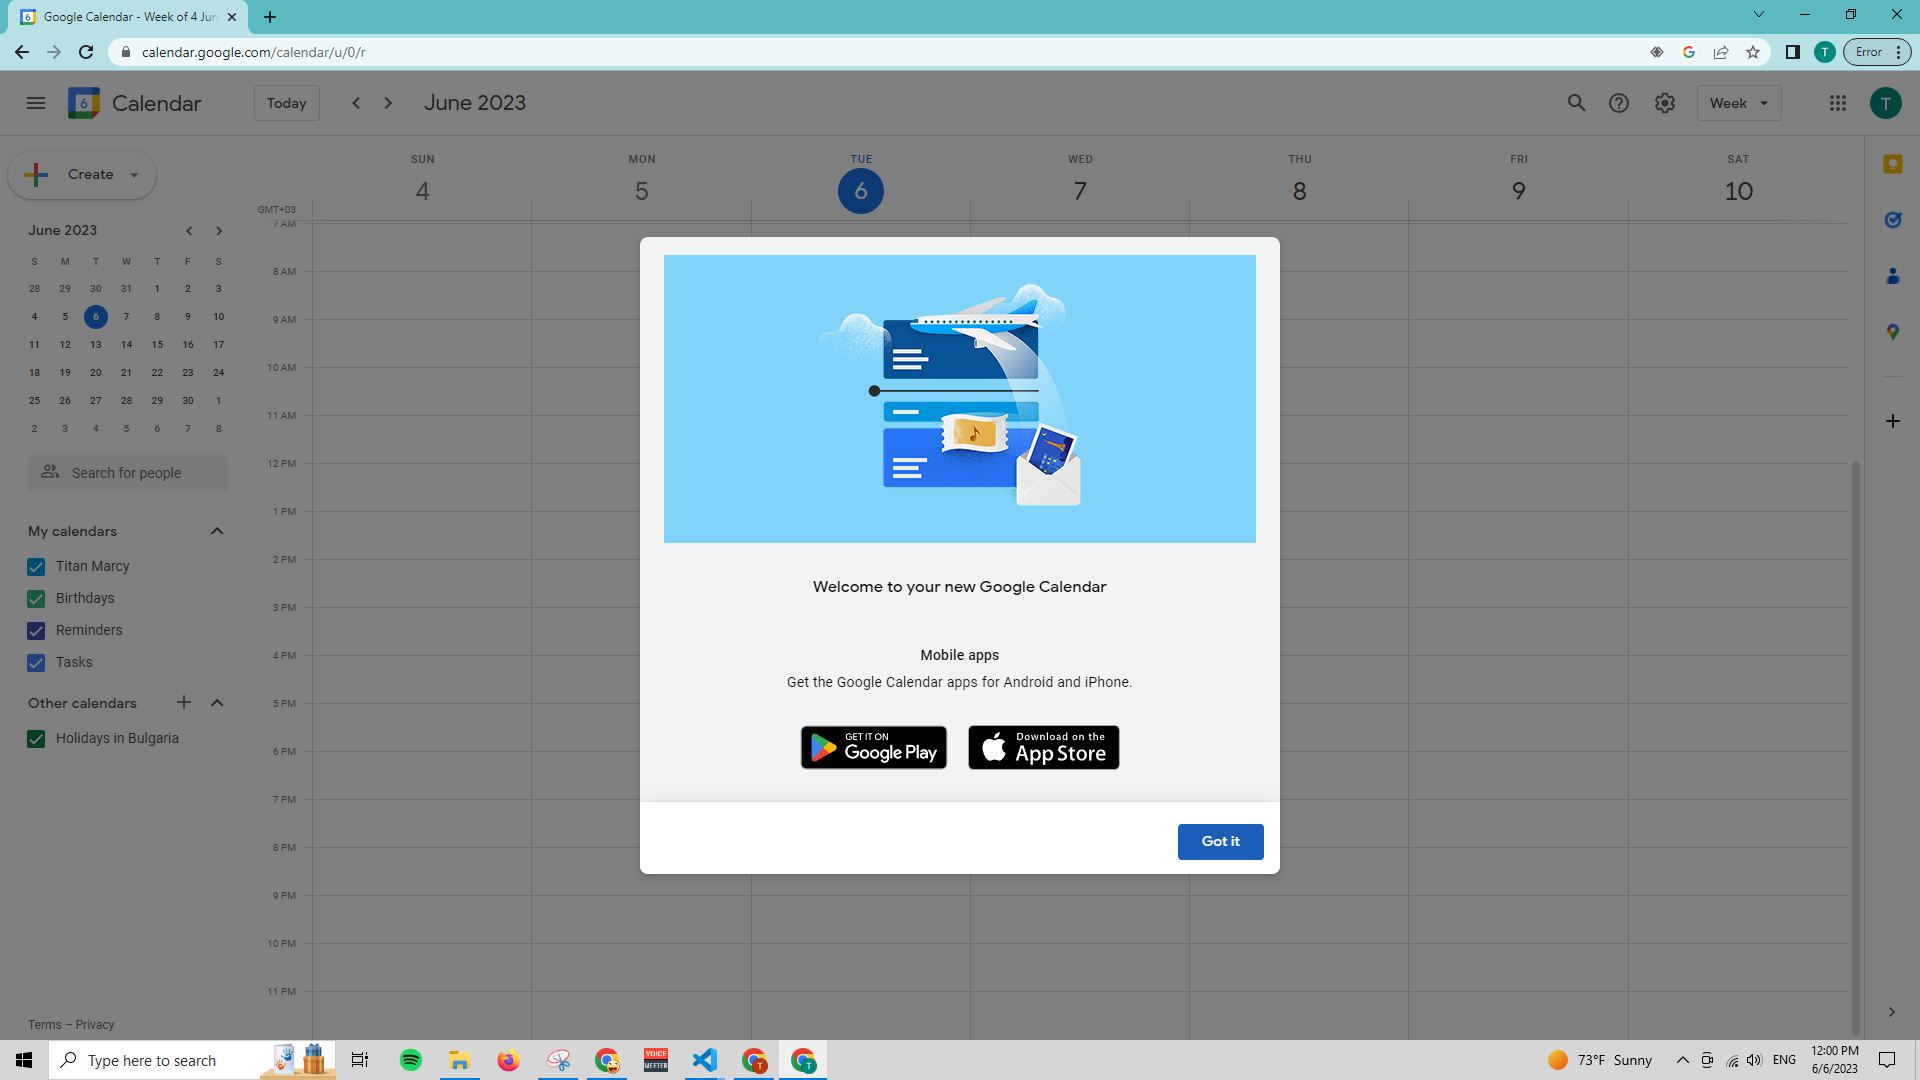 Google Calendar - Week of 4 Jun
calendar.google.com/calendar/u/0/r
Error
6
Calendar
Today
June 2023
Week
T
Create
SUN MON TUE WED THU FRI SAT
4 5 6 7 8 9 10
GMT+03
June 2023
S M T W T F S
28 29 30 31 1 2 3
4 5 6 7 8 9 10
11 12 13 14 15 16 17
18 19 20 21 22 23 24
25 26 27 28 29 30 1
2 3 4 5 6 7 8
Search for people
My calendars
Titan Marcy
Birthdays
Reminders
Tasks
Other calendars
Holidays in Bulgaria
Terms – Privacy
7 AM
8 AM
9 AM
10 AM
11 AM
12 PM
1 PM
2 PM
3 PM
4 PM
5 PM
6 PM
7 PM
8 PM
9 PM
10 PM
11 PM
Welcome to your new Google Calendar
Mobile apps
Get the Google Calendar apps for Android and iPhone.
GET IT ON
Google Play
Download on the
App Store
Got it
Type here to search
VOICE
MEETER
73°F Sunny
ENG
12:00 PM
6/6/2023